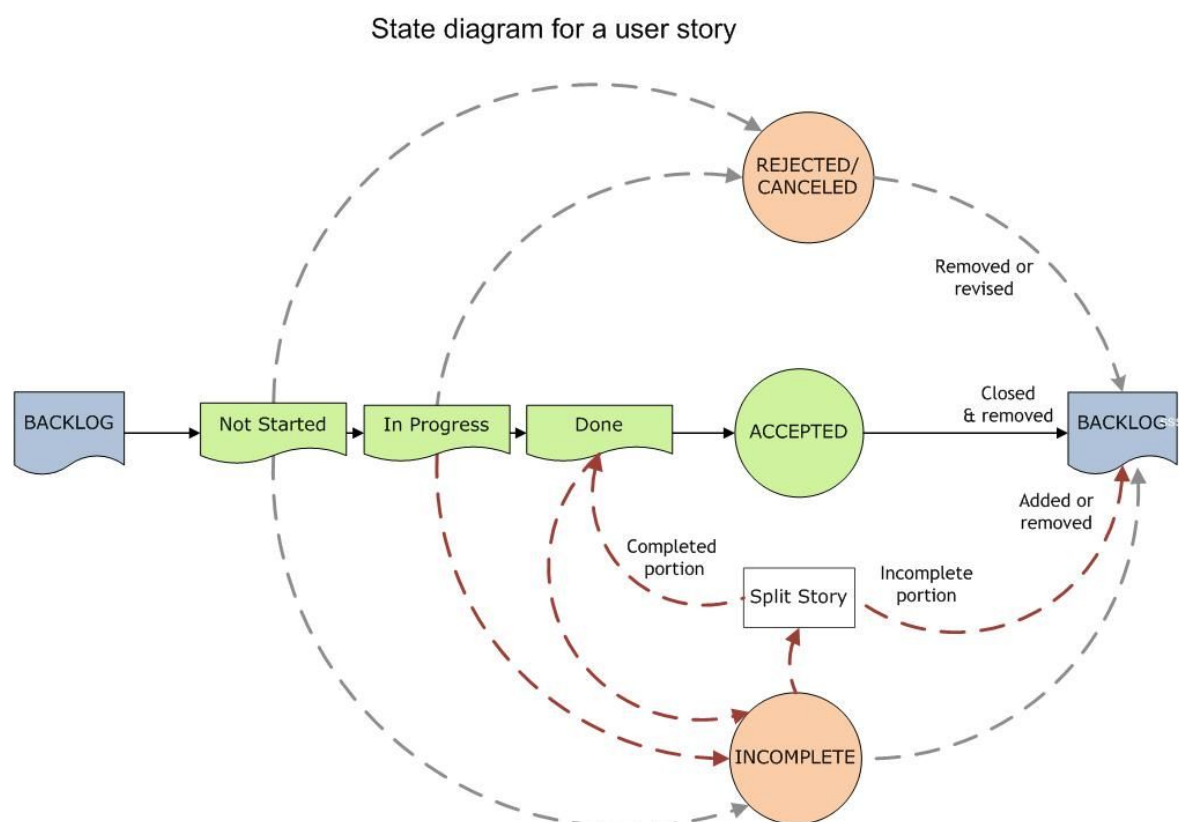 State diagram for a user story
REJECTED/
CANCELED
Removed or
revised
BACKLOG
Not Started
In Progress
Done
ACCEPTED
Closed
& removed
BACKLOG
Added or
removed
Completed
portion
Split Story
Incomplete
portion
INCOMPLETE